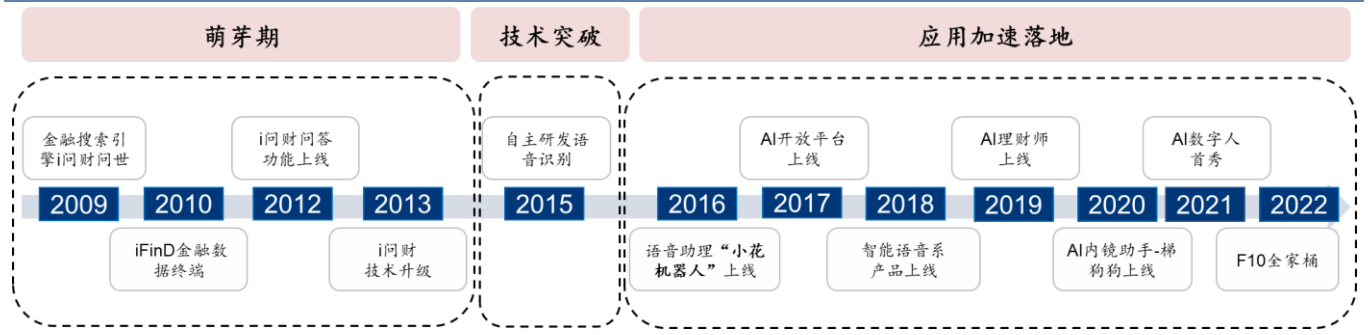 萌芽期
技术突破
应用加速落地
金融搜索引
擎i问财问世
i问财问答
功能上线
自主研发语
音识别
AI开放平台
上线
AI理财师
上线
AI数字人
首秀
2009
2010
2012
2013
2015
2016
2017
2018
2019
2020
2021
2022
iFinD金融数
据终端
i问财
技术升级
语音助理“小花
机器人”上线
智能语音系
产品上线
AI内镜助手-梯
狗狗上线
F10全家桶